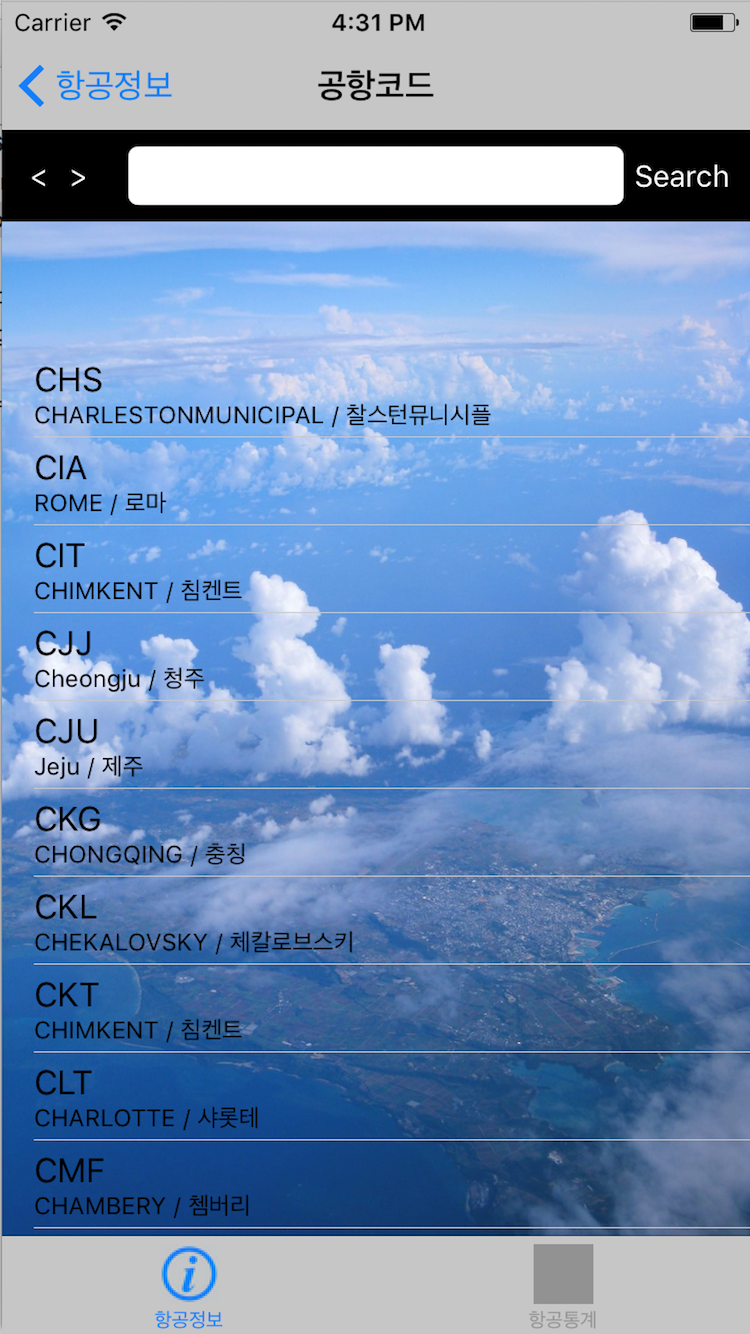 Carrier 4:31 PM
항공정보 공항코드
< > Search
CHS
CHARLESTONMUNICIPAL / 찰스턴뮤니시플
CIA
ROME / 로마
CIT
CHIMKENT / 침켄트
CJJ
Cheongju / 청주
CJU
Jeju / 제주
CKG
CHONGQING / 충칭
CKL
CHEKALOVSKY / 체칼로브스키
CKT
CHIMKENT / 침켄트
CLT
CHARLOTTE / 샤롯테
CMF
CHAMBERY / 쳄버리
항공정보 항공통계